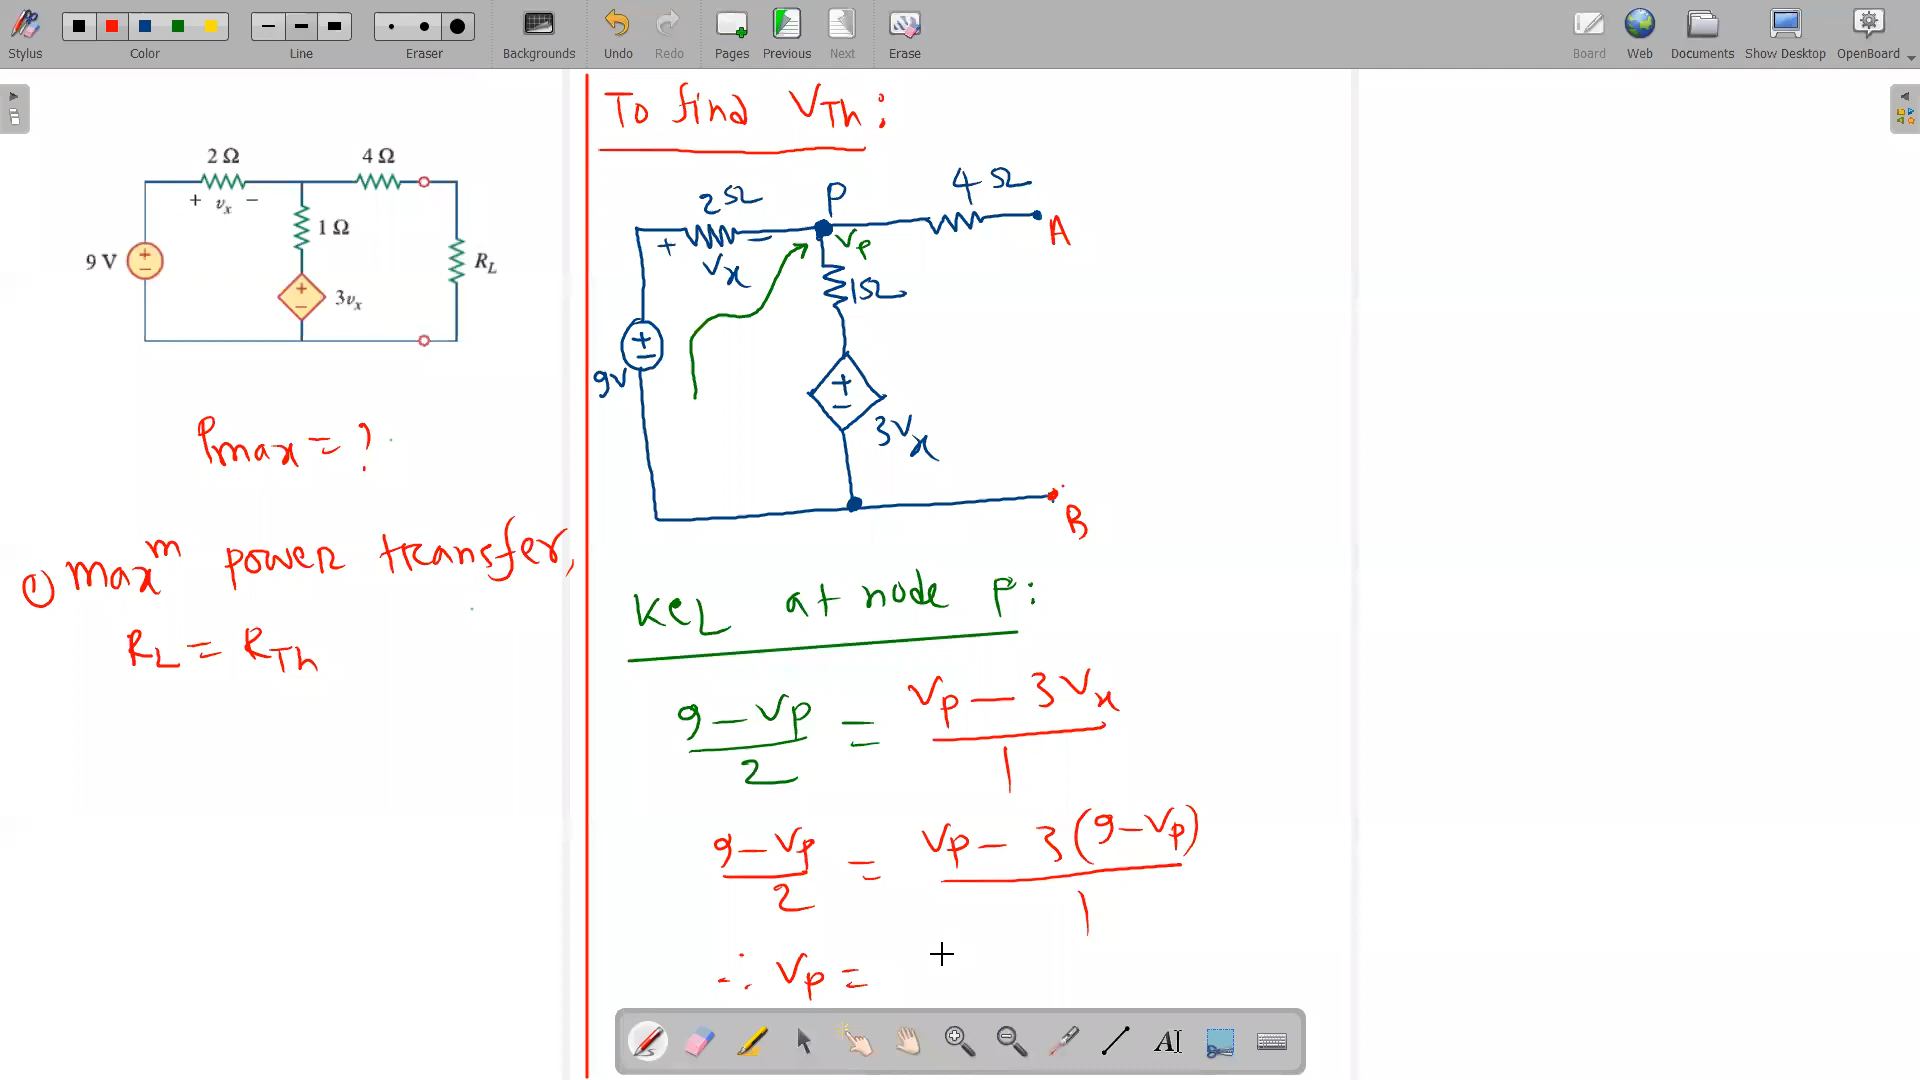 Stylus
Color
Line
Eraser
Backgrounds
Undo
Redo
Pages
Previous
Next
Erase
Board
Web
Documents
Show Desktop
OpenBoard
2 Ω
4 Ω
+ vx −
1 Ω
9 V
+
−
+
−
3vx
RL
Pmax = ?
① maxᵐ power transfer,
RL = RTh
To find VTh :
2Ω
P
4Ω
A
+ −
Vx
Vp
1Ω
+
−
9V
+
−
3Vx
B
KCL at node P :
9 − Vp / 2 = Vp − 3Vx / 1
9 − Vp / 2 = Vp − 3(9 − Vp) / 1
∴ Vp =